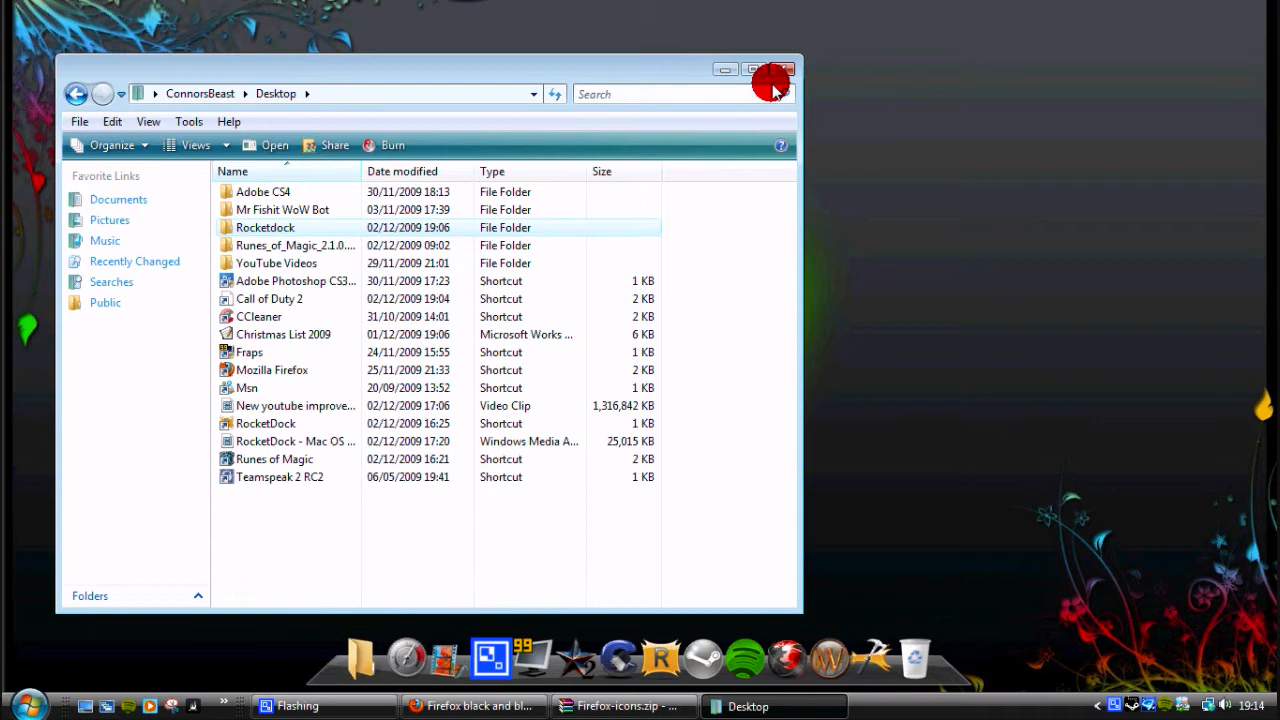 ConnorsBeast Desktop
Search
File Edit View Tools Help
Organize Views Open Share Burn
Favorite Links
Documents
Pictures
Music
Recently Changed
Searches
Public
Folders
Name Date modified Type Size
Adobe CS4 30/11/2009 18:13 File Folder
Mr Fishit WoW Bot 03/11/2009 17:39 File Folder
Rocketdock 02/12/2009 19:06 File Folder
Runes_of_Magic_2.1.0.... 02/12/2009 09:02 File Folder
YouTube Videos 29/11/2009 21:01 File Folder
Adobe Photoshop CS3... 30/11/2009 17:23 Shortcut 1 KB
Call of Duty 2 02/12/2009 19:04 Shortcut 2 KB
CCleaner 31/10/2009 14:01 Shortcut 2 KB
Christmas List 2009 01/12/2009 19:06 Microsoft Works ... 6 KB
Fraps 24/11/2009 15:55 Shortcut 1 KB
Mozilla Firefox 25/11/2009 21:33 Shortcut 2 KB
Msn 20/09/2009 13:52 Shortcut 1 KB
New youtube improve... 02/12/2009 17:06 Video Clip 1,316,842 KB
RocketDock 02/12/2009 16:25 Shortcut 1 KB
RocketDock - Mac OS ... 02/12/2009 17:20 Windows Media A... 25,015 KB
Runes of Magic 02/12/2009 16:21 Shortcut 2 KB
Teamspeak 2 RC2 06/05/2009 19:41 Shortcut 1 KB
99
2
R
W
Flashing Firefox black and bl... Firefox-icons.zip - ... Desktop 19:14